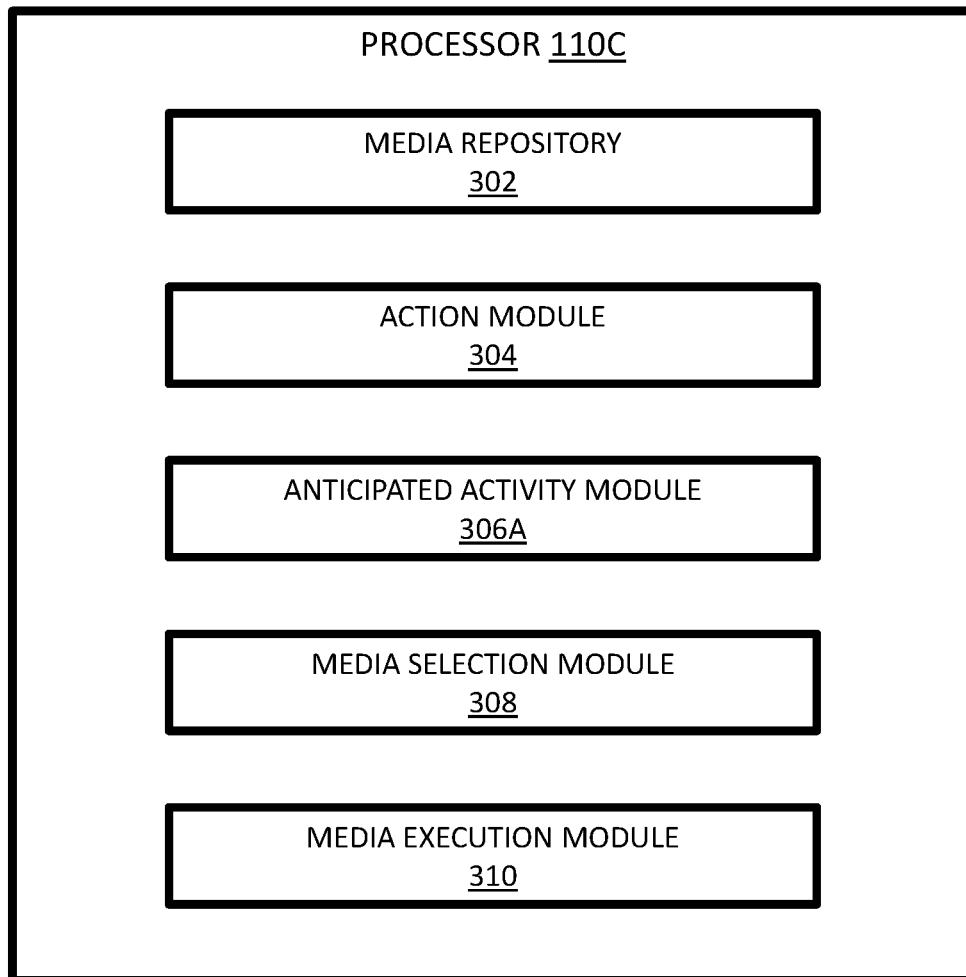 PROCESSOR 110C
MEDIA REPOSITORY
302
ACTION MODULE
304
ANTICIPATED ACTIVITY MODULE
306A
MEDIA SELECTION MODULE
308
MEDIA EXECUTION MODULE
310